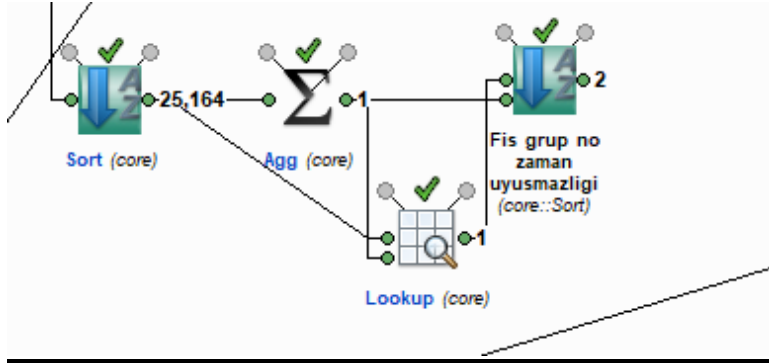 25,164
1
2
Sort (core)
Agg (core)
Fis grup no
zaman
uyusmazligi
(core::Sort)
1
Lookup (core)